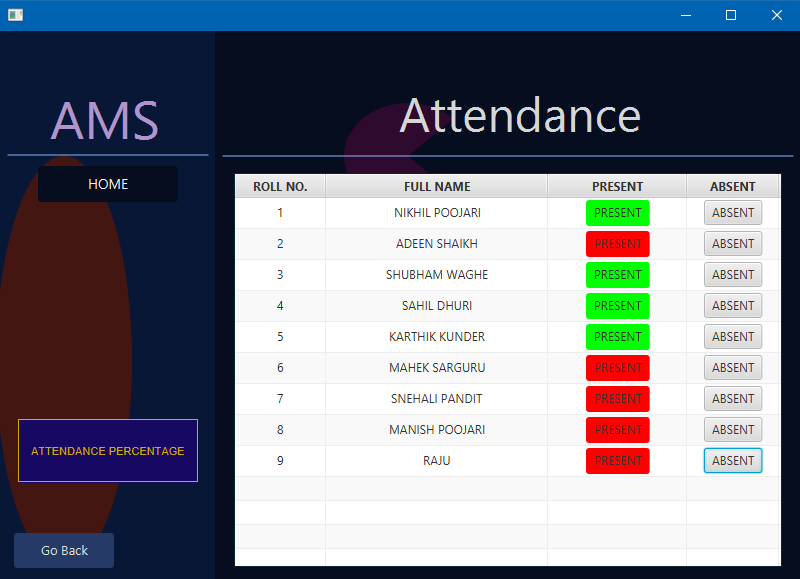 AMS
HOME
ATTENDANCE PERCENTAGE
Go Back
Attendance
ROLL NO. FULL NAME PRESENT ABSENT
1 NIKHIL POOJARI PRESENT ABSENT
2 ADEEN SHAIKH PRESENT ABSENT
3 SHUBHAM WAGHE PRESENT ABSENT
4 SAHIL DHURI PRESENT ABSENT
5 KARTHIK KUNDER PRESENT ABSENT
6 MAHEK SARGURU PRESENT ABSENT
7 SNEHALI PANDIT PRESENT ABSENT
8 MANISH POOJARI PRESENT ABSENT
9 RAJU PRESENT ABSENT